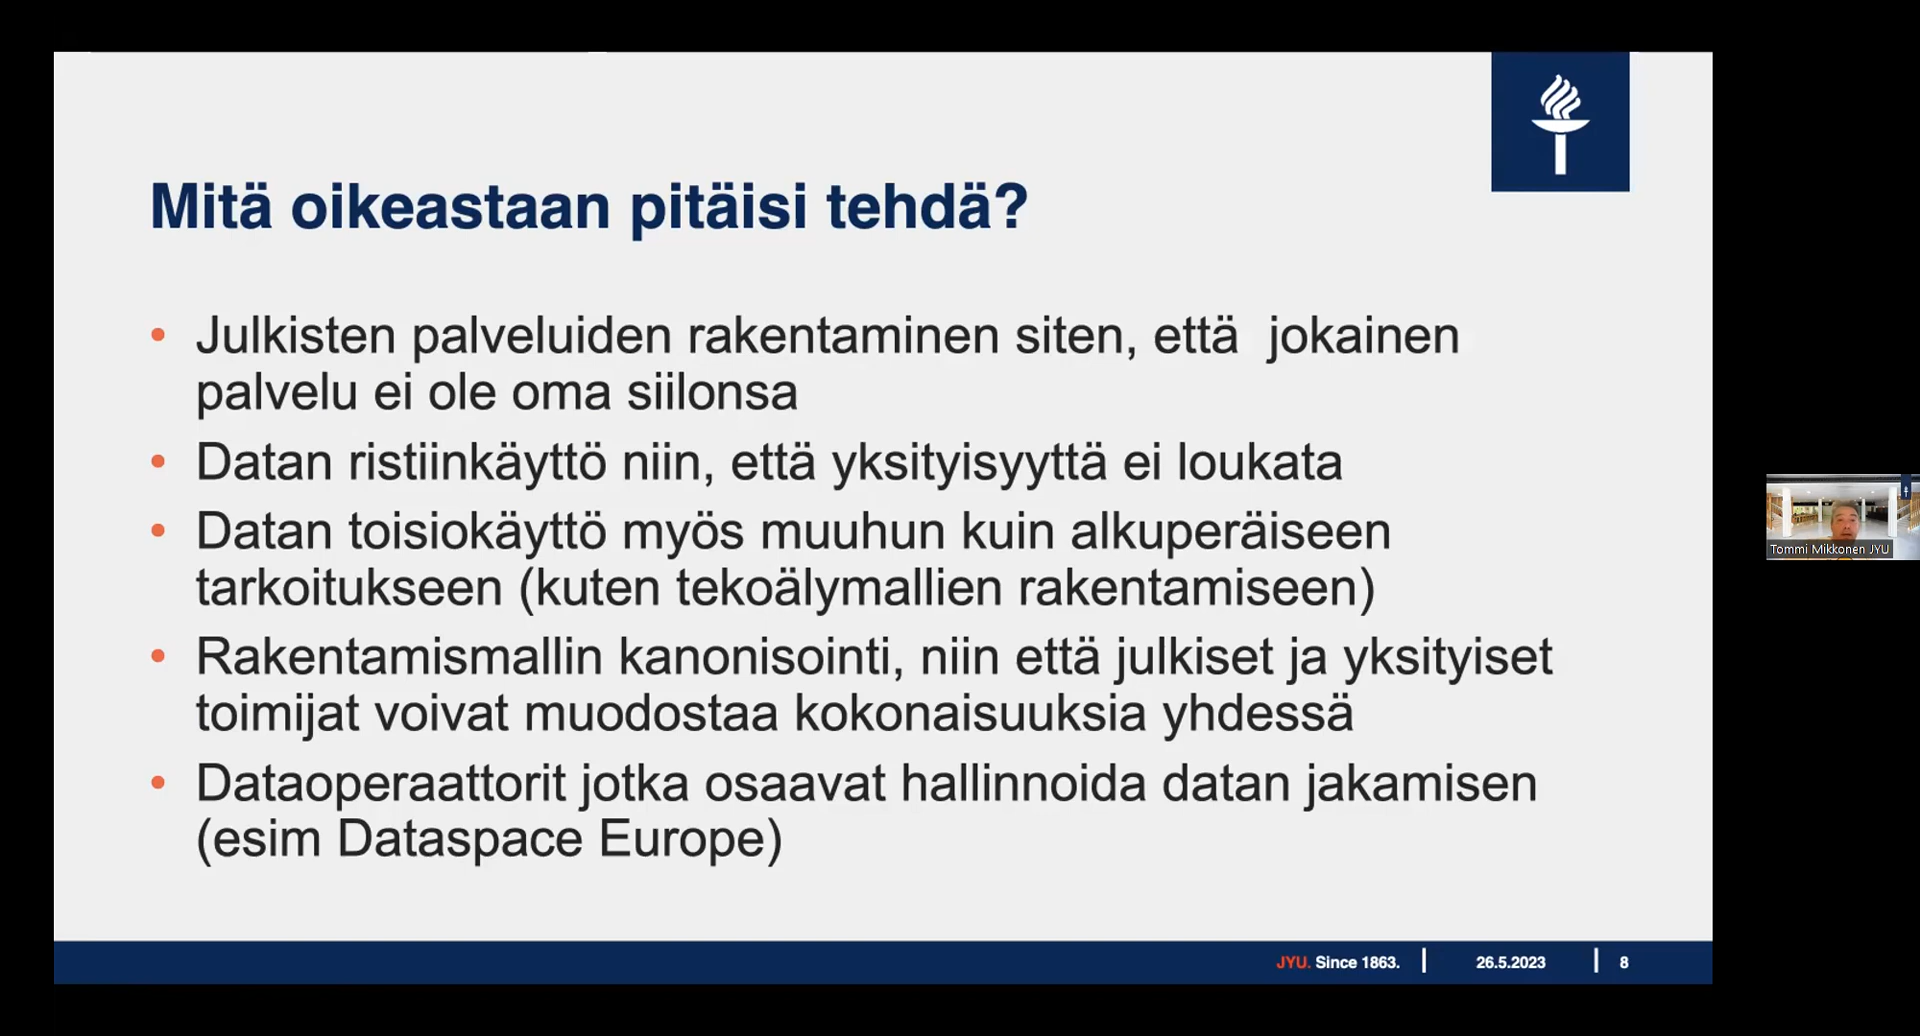 Mitä oikeastaan pitäisi tehdä?
• Julkisten palveluiden rakentaminen siten, että  jokainen
palvelu ei ole oma siilonsa
• Datan ristiinkäyttö niin, että yksityisyyttä ei loukata
• Datan toisiokäyttö myös muuhun kuin alkuperäiseen
tarkoitukseen (kuten tekoälymallien rakentamiseen)
• Rakentamismallin kanonisointi, niin että julkiset ja yksityiset
toimijat voivat muodostaa kokonaisuuksia yhdessä
• Dataoperaattorit jotka osaavat hallinnoida datan jakamisen
(esim Dataspace Europe)
Tommi Mikkonen JYU
JYU. Since 1863. | 26.5.2023 | 8